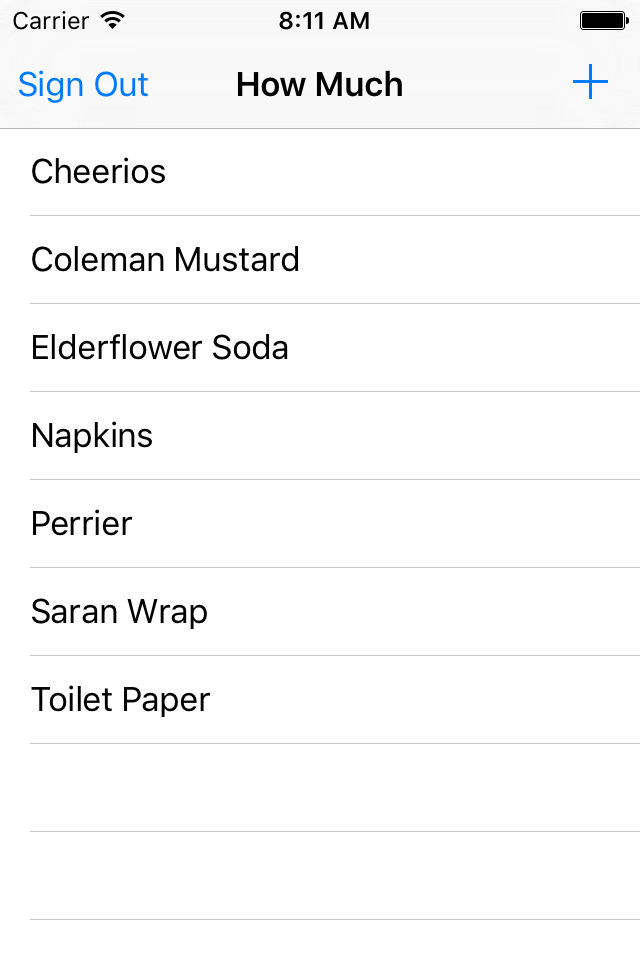 Carrier 8:11 AM
Sign Out How Much +
Cheerios
Coleman Mustard
Elderflower Soda
Napkins
Perrier
Saran Wrap
Toilet Paper